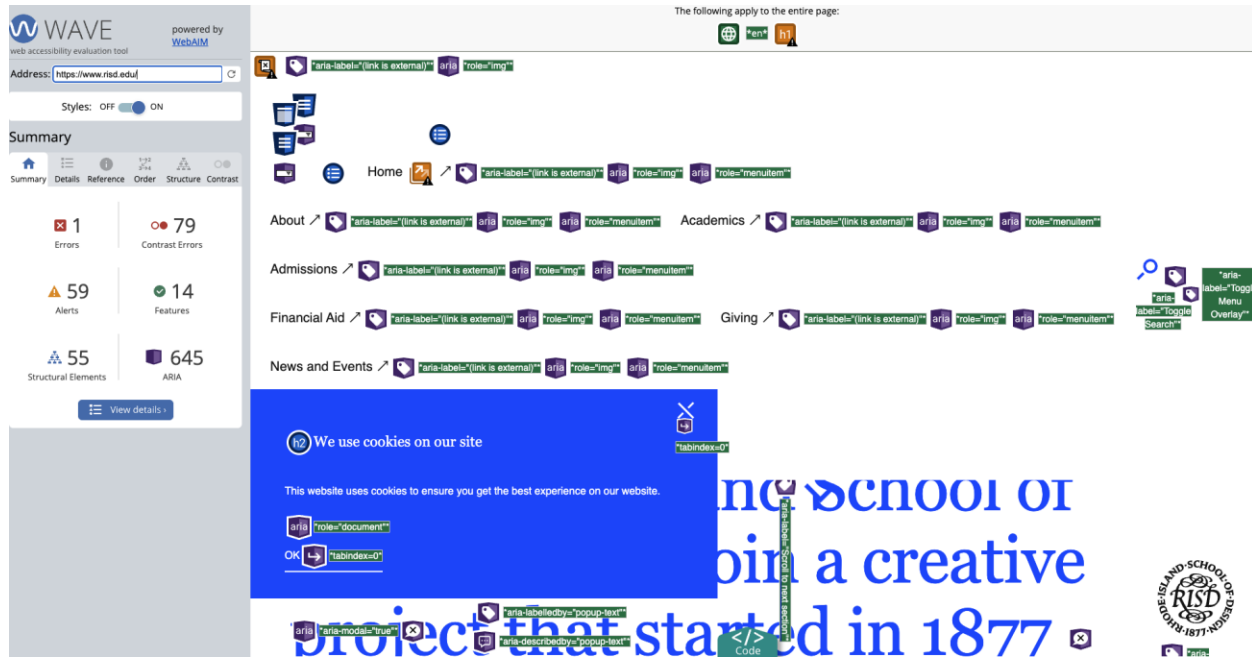 The following apply to the entire page:
*en* h1
WAVE
web accessibility evaluation tool
powered by
WebAIM
Address: https://www.risd.edu/
Styles: OFF ON
Summary
Summary Details Reference Order Structure Contrast
1
Errors
79
Contrast Errors
59
Alerts
14
Features
55
Structural Elements
645
ARIA
View details ›
*aria-label="(link is external)"* aria *role="img"*
Home ↗ *aria-label="(link is external)"* aria *role="img"* aria *role="menuitem"*
About ↗ *aria-label="(link is external)"* aria *role="img"* aria *role="menuitem"* Academics ↗ *aria-label="(link is external)"* aria *role="img"* aria *role="menuitem"*
Admissions ↗ *aria-label="(link is external)"* aria *role="img"* aria *role="menuitem"*
*aria-label="Toggle Search"*
*aria-label="Toggl
Menu
Overlay"*
Financial Aid ↗ *aria-label="(link is external)"* aria *role="img"* aria *role="menuitem"* Giving ↗ *aria-label="(link is external)"* aria *role="img"* aria *role="menuitem"*
News and Events ↗ *aria-label="(link is external)"* aria *role="img"* aria *role="menuitem"*
h2 We use cookies on our site
*tabindex=0*
This website uses cookies to ensure you get the best experience on our website.
aria *role="document"*
OK *tabindex=0*
School of
*aria-label="Scroll to next section"*
a creative
project that started in 1877
aria *aria-modal="true"*
*aria-labelledby="popup-text"*
*aria-describedby="popup-text"*
</>
Code
RHODE·ISLAND·SCHOOL·OF·DESIGN
RISD
1877
*aria-